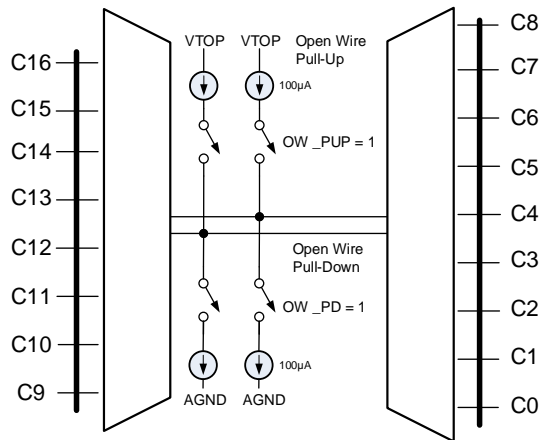 C16
C15
C14
C13
C12
C11
C10
C9
VTOP VTOP
Open Wire
Pull-Up
100µA
OW _PUP = 1
Open Wire
Pull-Down
OW _PD = 1
100µA
AGND AGND
C8
C7
C6
C5
C4
C3
C2
C1
C0